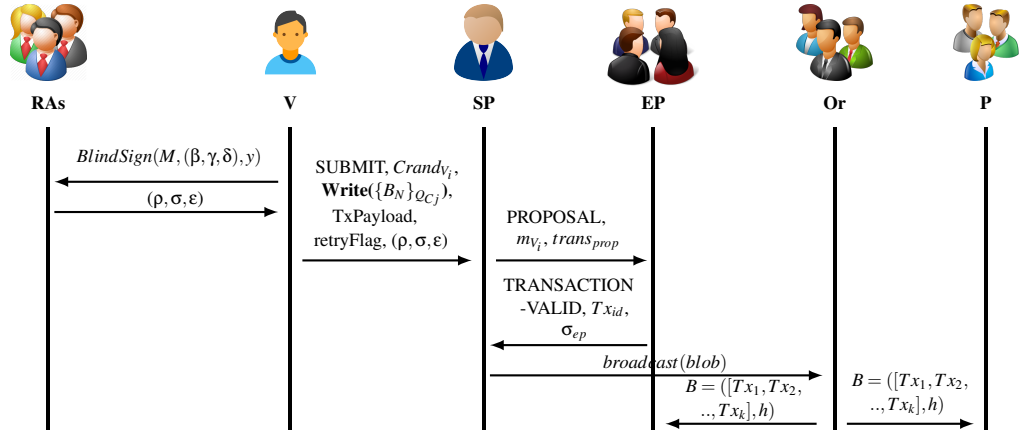 RAs V SP EP Or P
BlindSign(M, (β, γ, δ), y)
(ρ, σ, ε)
SUBMIT, Crand_{V_i},
Write({B_N}_{Q_{C_j}}),
TxPayload,
retryFlag, (ρ, σ, ε)
PROPOSAL,
m_{V_i}, trans_{prop}
TRANSACTION
-VALID, Tx_{id},
σ_{ep}
broadcast(blob)
B = ([Tx_1, Tx_2,
.., Tx_k], h)
B = ([Tx_1, Tx_2,
.., Tx_k], h)